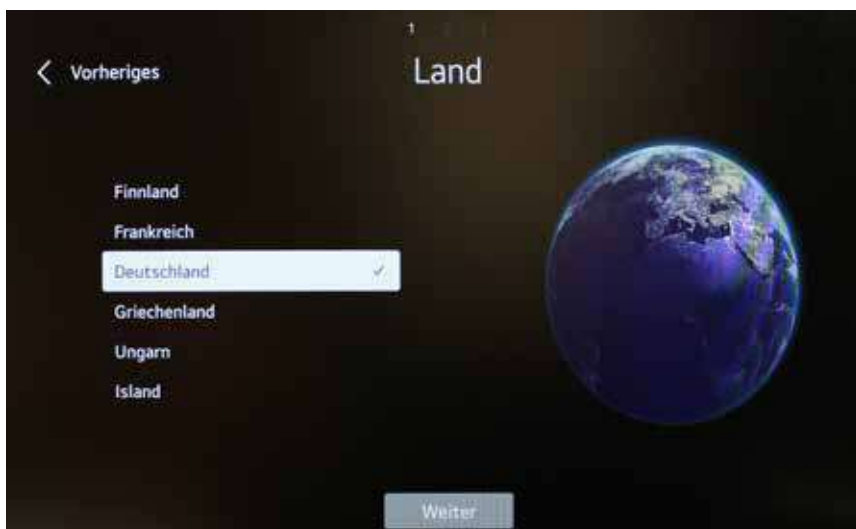 1
Vorheriges
Land
Finnland
Frankreich
Deutschland
Griechenland
Ungarn
Island
Weiter